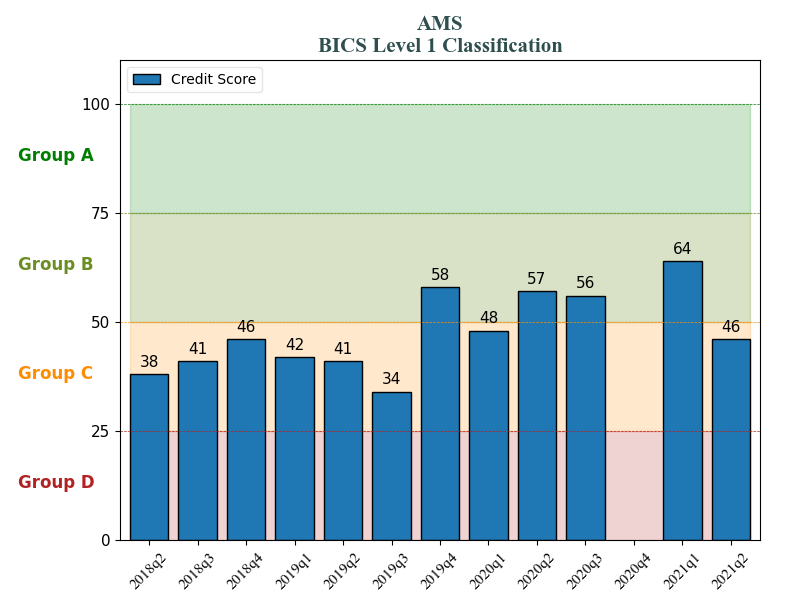 AMS
BICS Level 1 Classification
Credit Score
100
Group A
75
Group B
50
Group C
25
Group D
0
38
41
46
42
41
34
58
48
57
56
64
46
2018q2
2018q3
2018q4
2019q1
2019q2
2019q3
2019q4
2020q1
2020q2
2020q3
2020q4
2021q1
2021q2